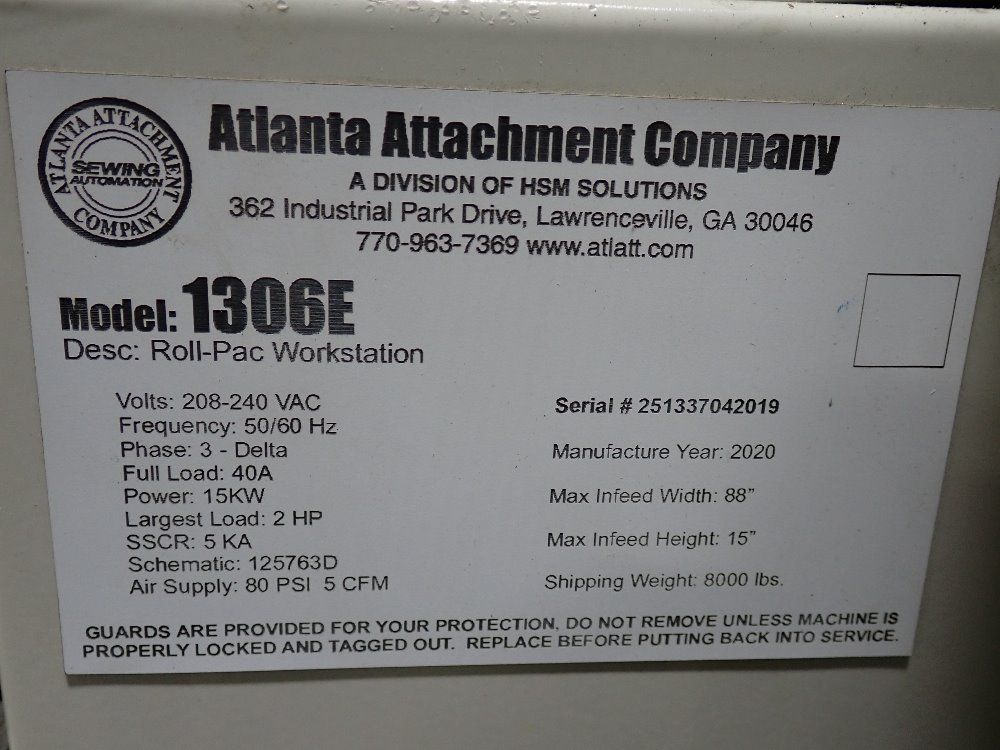 ATLANTA ATTACHMENT
SEWING
AUTOMATION
COMPANY
Atlanta Attachment Company
A DIVISION OF HSM SOLUTIONS
362 Industrial Park Drive, Lawrenceville, GA 30046
770-963-7369 www.atlatt.com
Model: 1306E
Desc: Roll-Pac Workstation
Volts: 208-240 VAC
Frequency: 50/60 Hz
Phase: 3 - Delta
Full Load: 40A
Power: 15KW
Largest Load: 2 HP
SSCR: 5 KA
Schematic: 125763D
Air Supply: 80 PSI 5 CFM
Serial # 251337042019
Manufacture Year: 2020
Max Infeed Width: 88"
Max Infeed Height: 15"
Shipping Weight: 8000 lbs.
GUARDS ARE PROVIDED FOR YOUR PROTECTION, DO NOT REMOVE UNLESS MACHINE IS
PROPERLY LOCKED AND TAGGED OUT. REPLACE BEFORE PUTTING BACK INTO SERVICE.